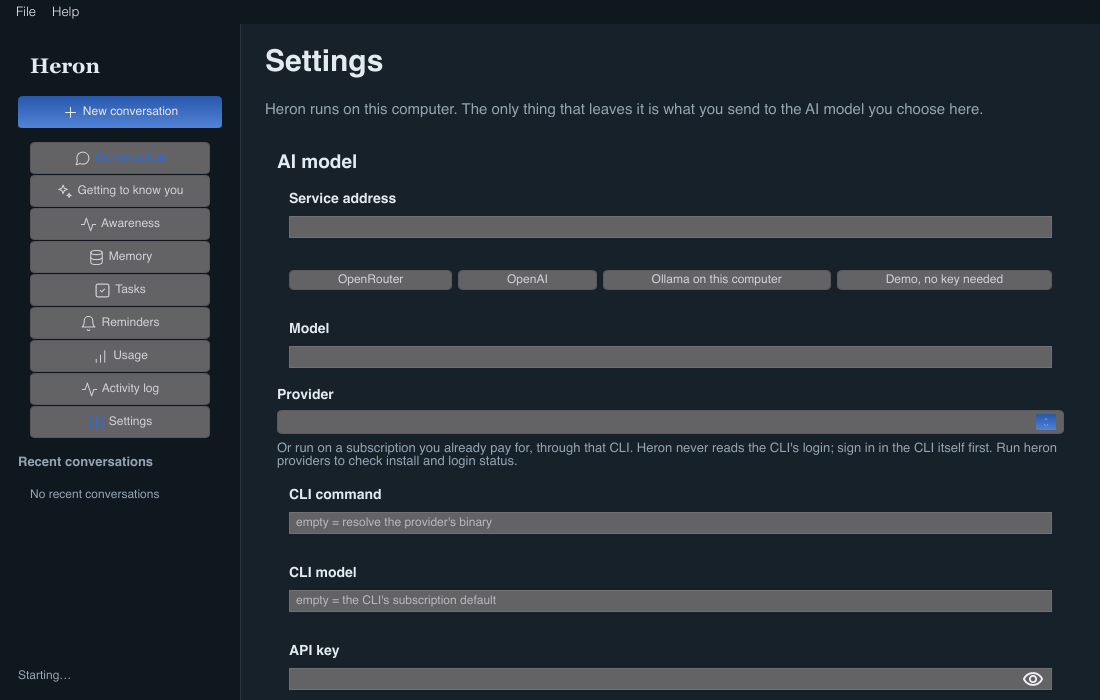 File Help
Heron
New conversation
Conversation
Getting to know you
Awareness
Memory
Tasks
Reminders
Usage
Activity log
Settings
Recent conversations
No recent conversations
Starting…
Settings
Heron runs on this computer. The only thing that leaves it is what you send to the AI model you choose here.
AI model
Service address
OpenRouter OpenAI Ollama on this computer Demo, no key needed
Model
Provider
Or run on a subscription you already pay for, through that CLI. Heron never reads the CLI's login; sign in in the CLI itself first. Run heron
providers to check install and login status.
CLI command
empty = resolve the provider's binary
CLI model
empty = the CLI's subscription default
API key